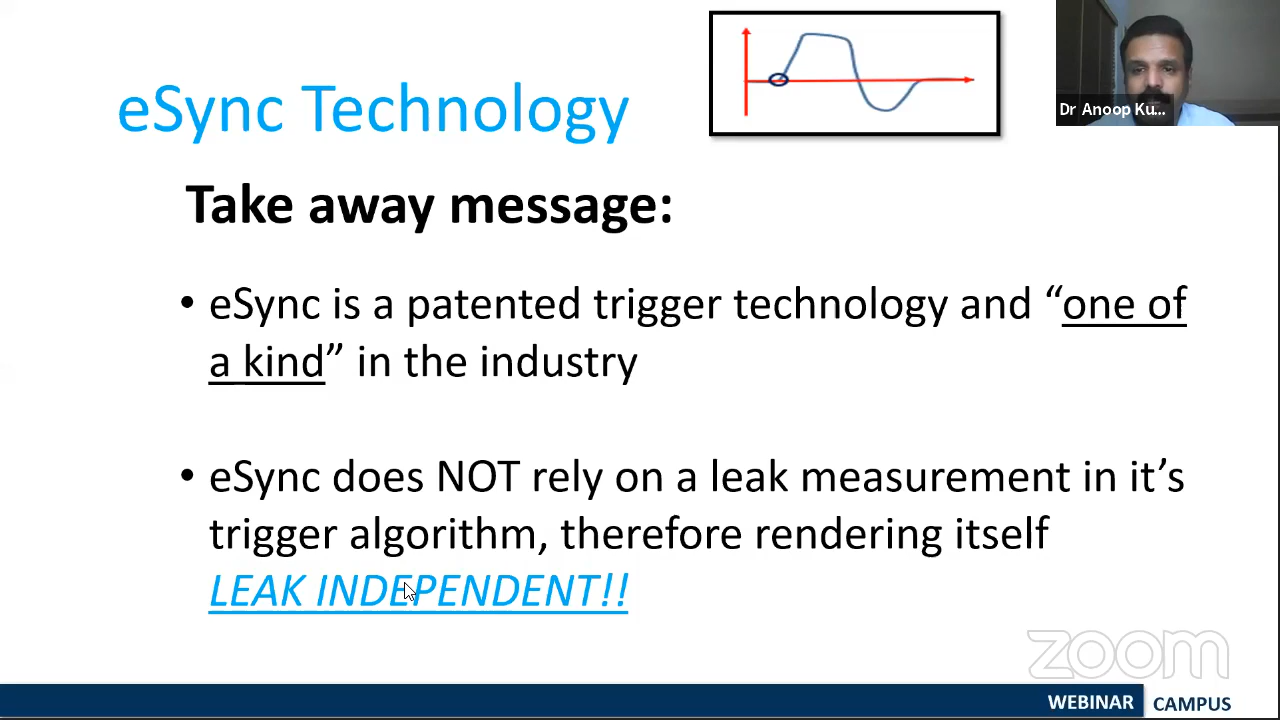 eSync Technology
Dr Anoop Ku...
Take away message:
• eSync is a patented trigger technology and “one of
a kind” in the industry
• eSync does NOT rely on a leak measurement in it’s
trigger algorithm, therefore rendering itself
LEAK INDEPENDENT!!
zoom
WEBINAR CAMPUS